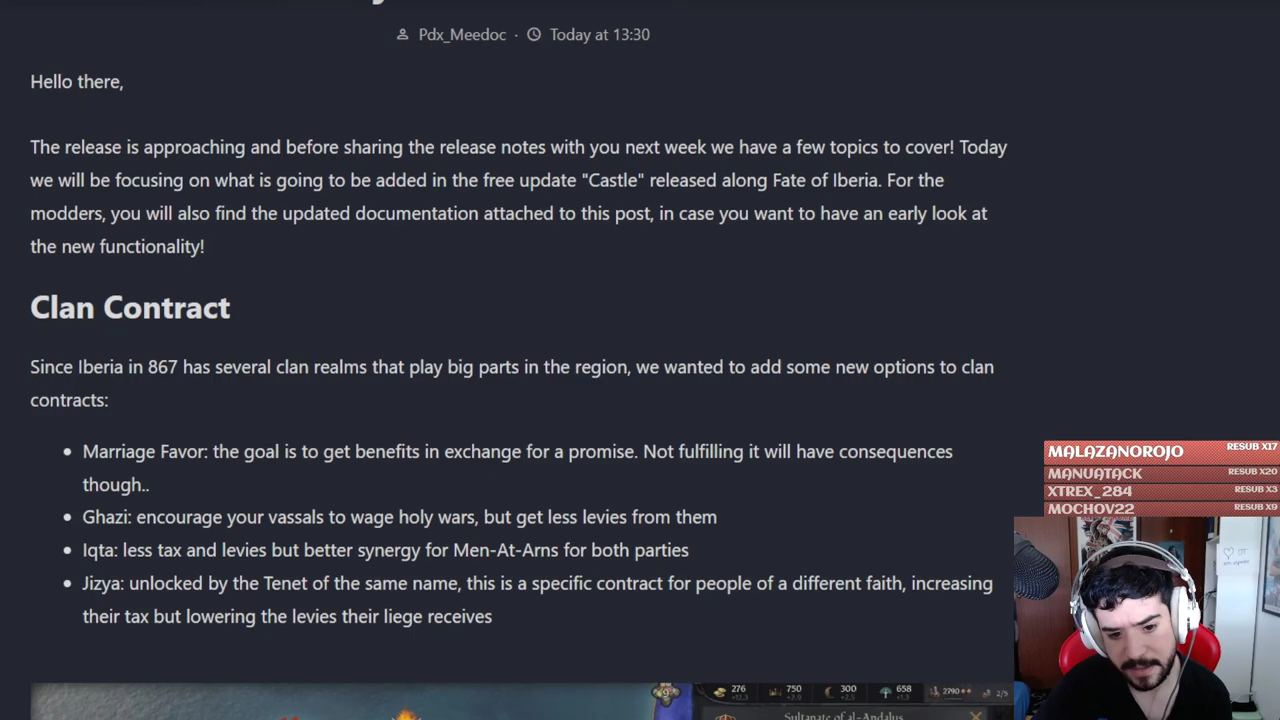 Pdx_Meedoc · Today at 13:30
Hello there,
The release is approaching and before sharing the release notes with you next week we have a few topics to cover! Today
we will be focusing on what is going to be added in the free update "Castle" released along Fate of Iberia. For the
modders, you will also find the updated documentation attached to this post, in case you want to have an early look at
the new functionality!
Clan Contract
Since Iberia in 867 has several clan realms that play big parts in the region, we wanted to add some new options to clan
contracts:
• Marriage Favor: the goal is to get benefits in exchange for a promise. Not fulfilling it will have consequences
though..
• Ghazi: encourage your vassals to wage holy wars, but get less levies from them
• Iqta: less tax and levies but better synergy for Men-At-Arns for both parties
• Jizya: unlocked by the Tenet of the same name, this is a specific contract for people of a different faith, increasing
their tax but lowering the levies their liege receives
MALAZANOROJO RESUB X17
MANUATACK RESUB X20
XTREX_284 RESUB X3
MOCHOV22 RESUB X9
276 750 300 658 2790 2/5
Sultanate of al-Andalus